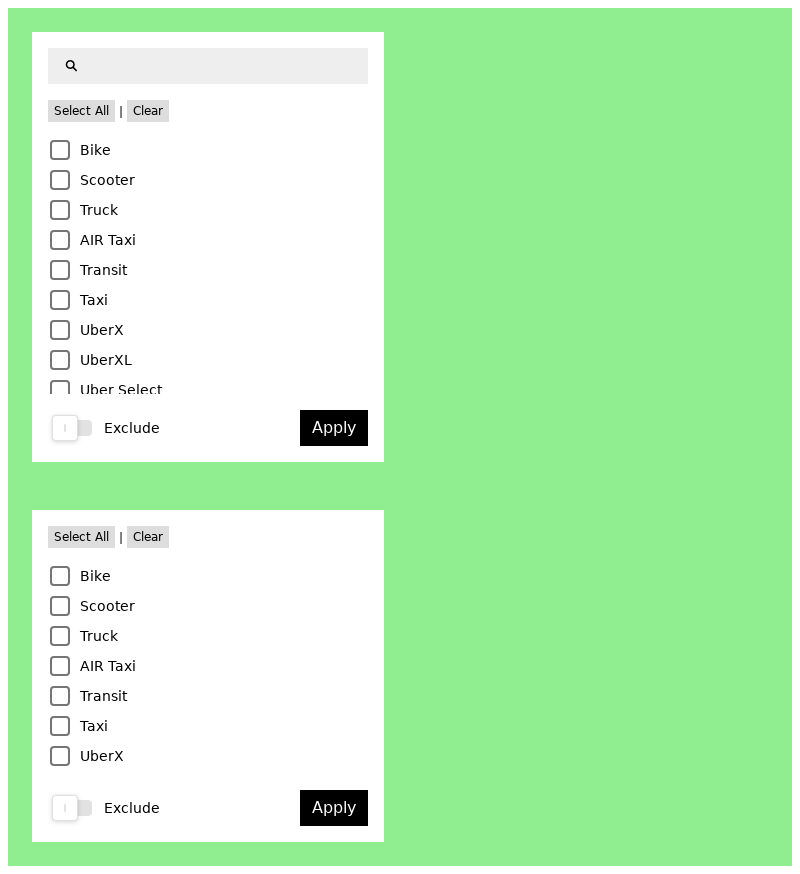 Select All | Clear
Bike
Scooter
Truck
AIR Taxi
Transit
Taxi
UberX
UberXL
Uber Select
Exclude
Apply
Select All | Clear
Bike
Scooter
Truck
AIR Taxi
Transit
Taxi
UberX
Exclude
Apply